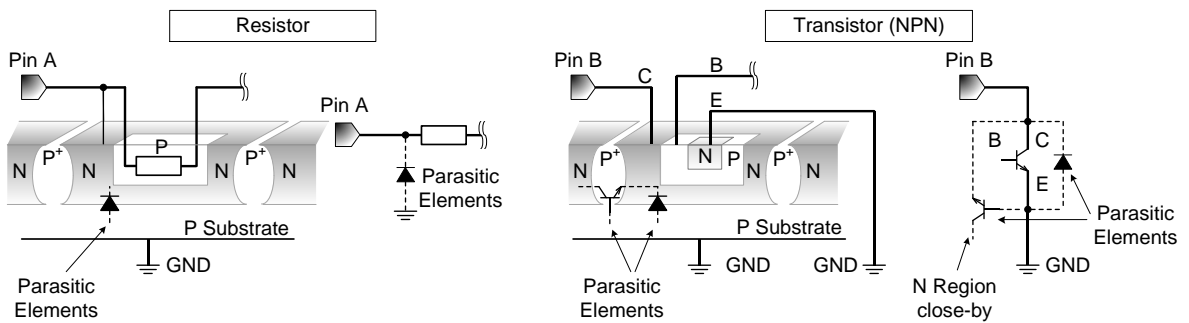 Resistor
Transistor (NPN)
Pin A
Pin B
Pin B
C
B
E
Pin A
B
C
E
N
P+
N
P
N
P+
N
N
P+
N
N
P
P+
N
Parasitic
Elements
Parasitic
Elements
P Substrate
P Substrate
GND
GND
GND
GND
Parasitic
Elements
Parasitic
Elements
N Region
close-by